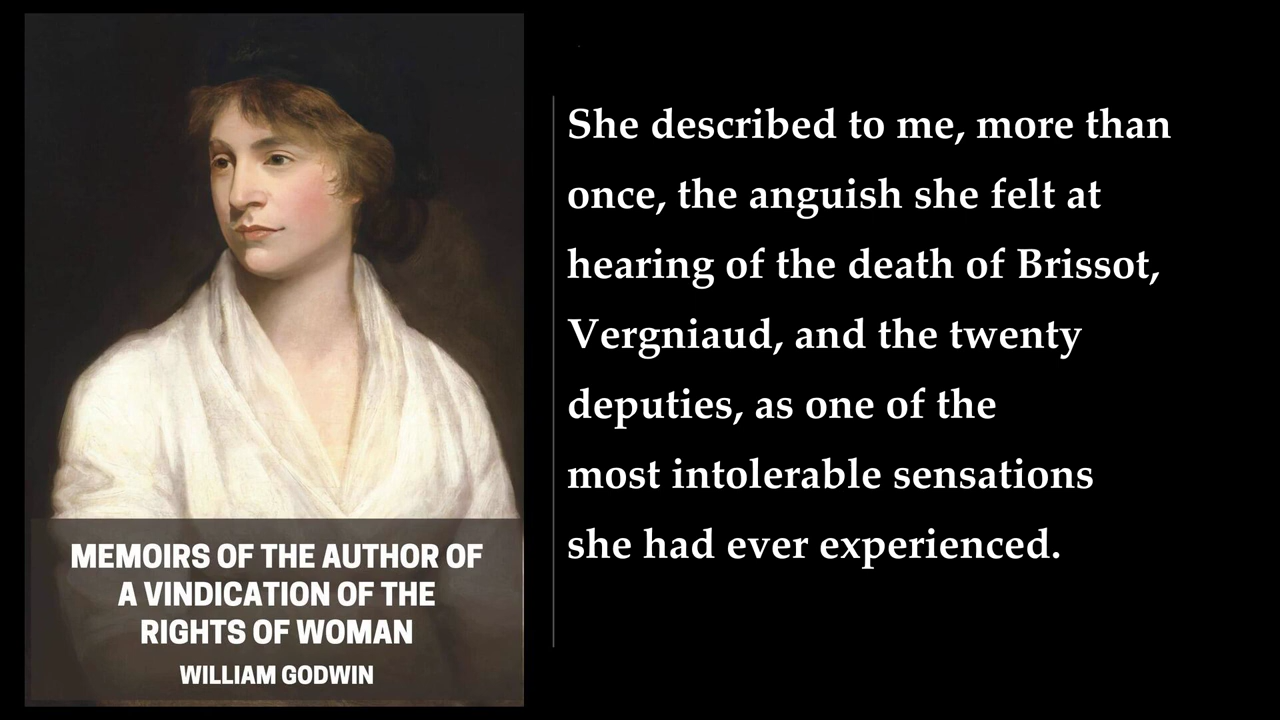 She described to me, more than
once, the anguish she felt at
hearing of the death of Brissot,
Vergniaud, and the twenty
deputies, as one of the
most intolerable sensations
she had ever experienced.
MEMOIRS OF THE AUTHOR OF
A VINDICATION OF THE
RIGHTS OF WOMAN
WILLIAM GODWIN